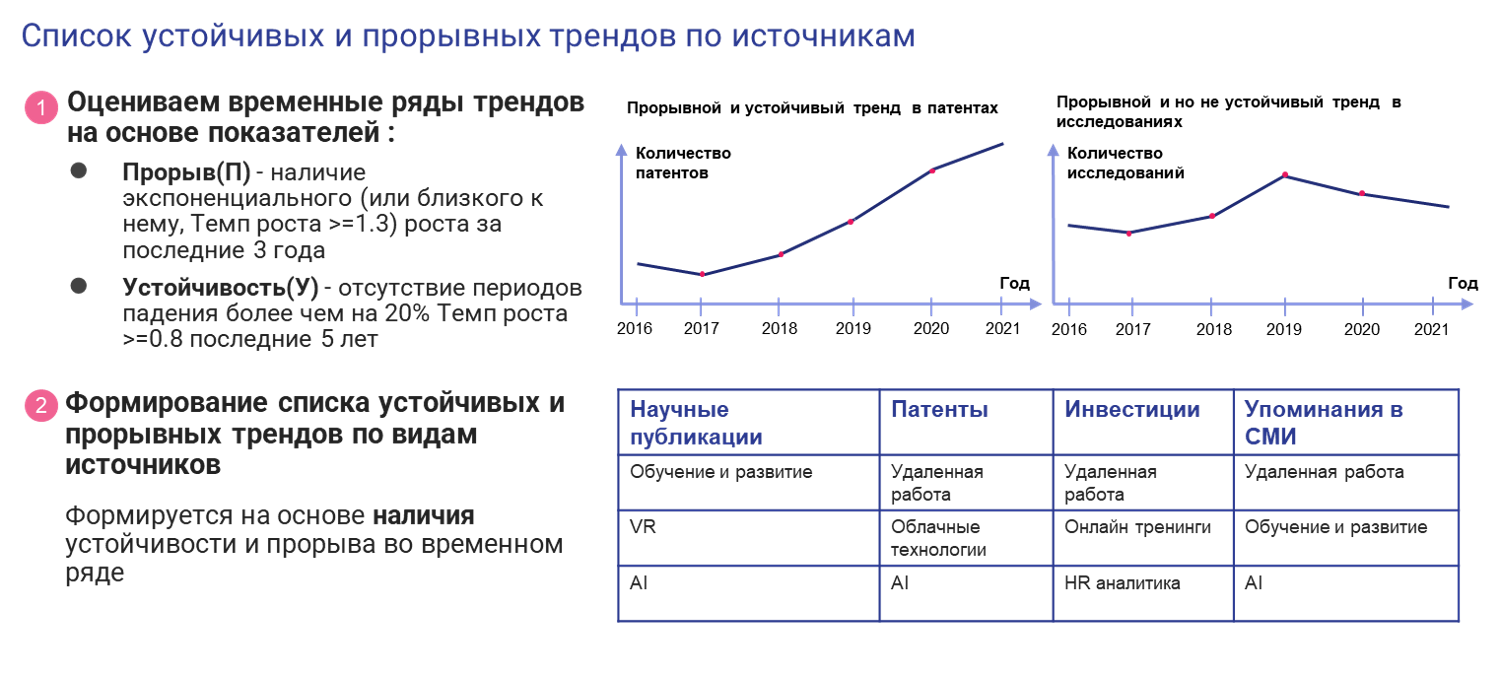 Список устойчивых и прорывных трендов по источникам
1
Оцениваем временные ряды трендов
на основе показателей :
● Прорыв(П) - наличие
экспоненциального (или близкого к
нему, Темп роста >=1.3) роста за
последние 3 года
● Устойчивость(У) - отсутствие периодов
падения более чем на 20% Темп роста
>=0.8 последние 5 лет
2
Формирование списка устойчивых и
прорывных трендов по видам
источников
Формируется на основе наличия
устойчивости и прорыва во временном
ряде
Прорывной и устойчивый тренд в патентах
Количество
патентов
Год
2016 2017 2018 2019 2020 2021
Прорывной и но не устойчивый тренд в
исследованиях
Количество
исследований
Год
2016 2017 2018 2019 2020 2021
Научные
публикации
Патенты
Инвестиции
Упоминания в
СМИ
Обучение и развитие
Удаленная
работа
Удаленная
работа
Удаленная работа
VR
Облачные
технологии
Онлайн тренинги
Обучение и развитие
AI
AI
HR аналитика
AI